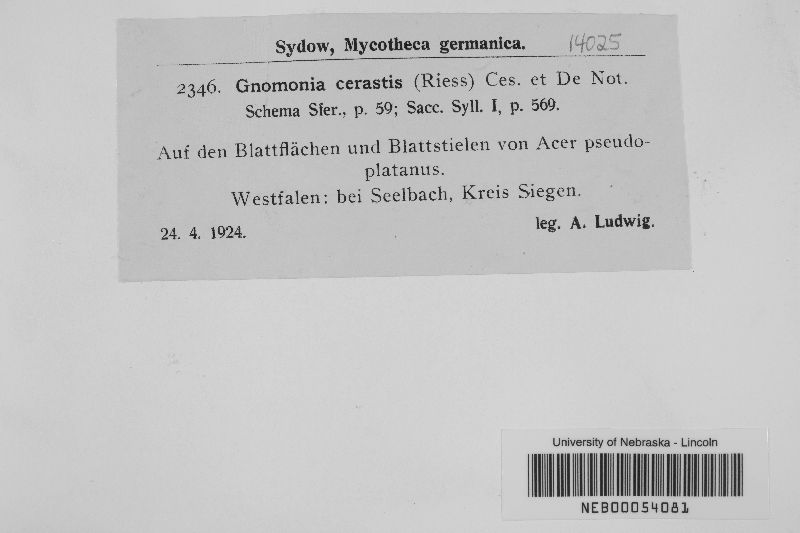 Sydow, Mycotheca germanica. 14025
2346. Gnomonia cerastis (Riess) Ces. et De Not.
Schema Sfer., p. 59; Sacc. Syll. I, p. 569.
Auf den Blattflächen und Blattstielen von Acer pseudo-
platanus.
Westfalen: bei Seelbach, Kreis Siegen.
24. 4. 1924. leg. A. Ludwig.
University of Nebraska - Lincoln
NEB00054081